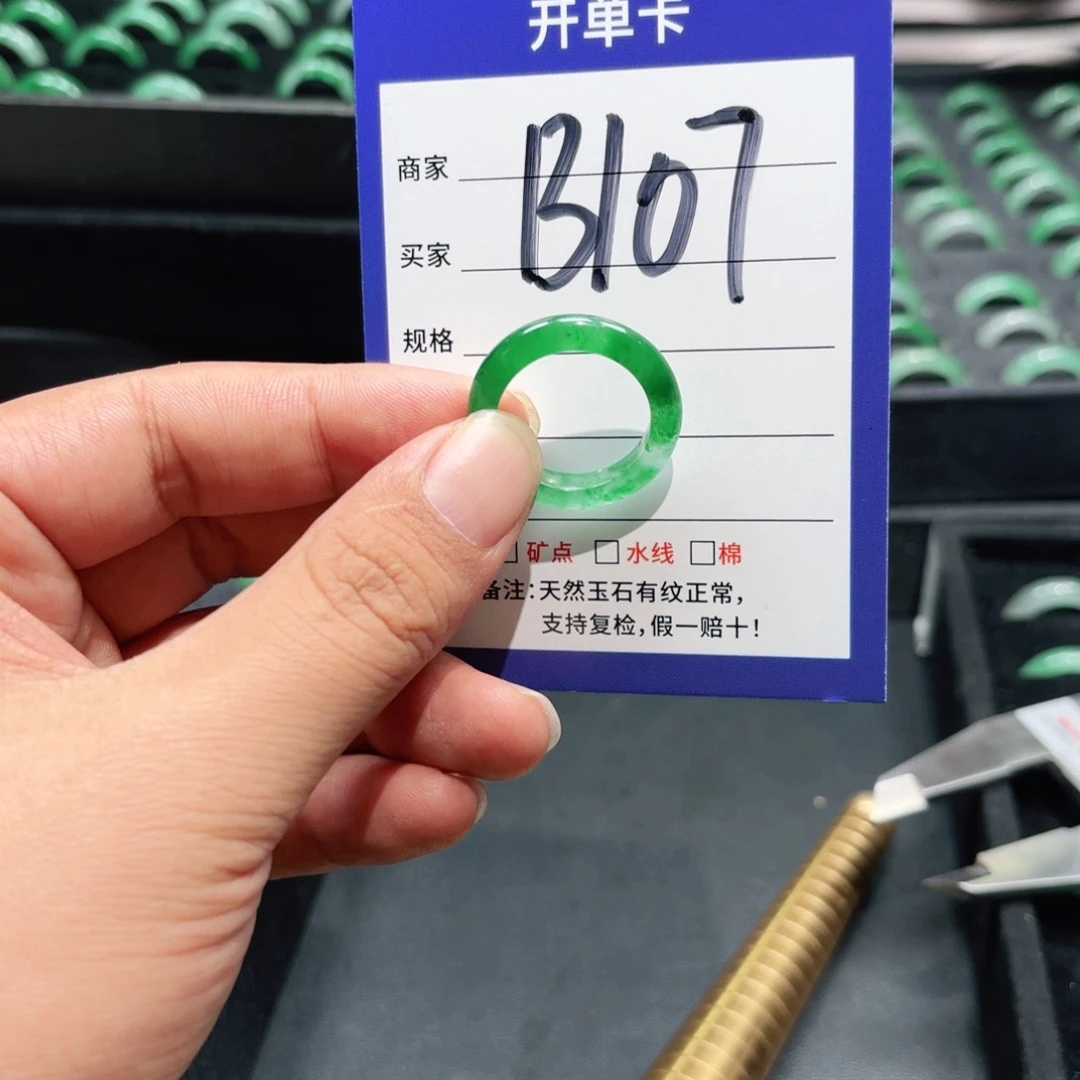 开单卡
商家
B107
买家
规格
矿点 □水线 □棉
备注:天然玉石有纹正常,
支持复检,假一赔十!